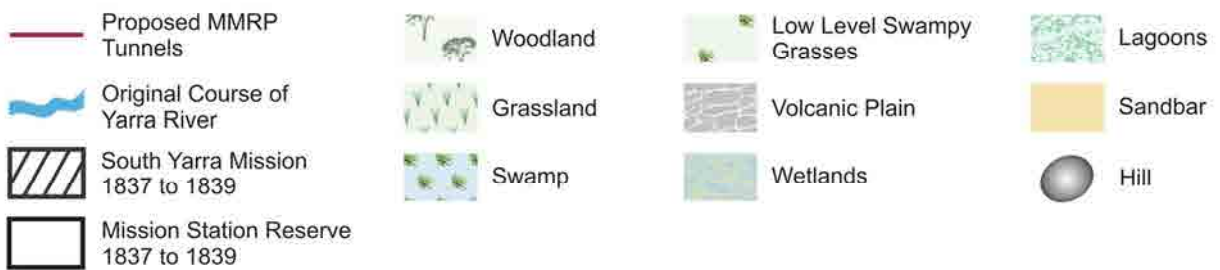 Proposed MMRP
Tunnels
Original Course of
Yarra River
South Yarra Mission
1837 to 1839
Mission Station Reserve
1837 to 1839
Woodland
Grassland
Swamp
Low Level Swampy
Grasses
Volcanic Plain
Wetlands
Lagoons
Sandbar
Hill